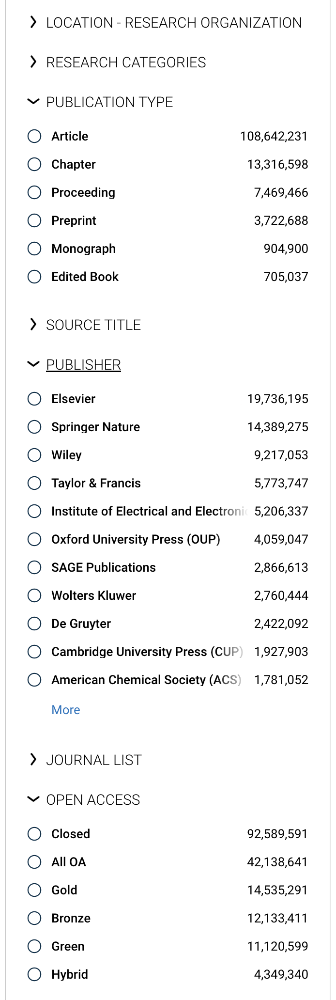 LOCATION - RESEARCH ORGANIZATION
RESEARCH CATEGORIES
PUBLICATION TYPE
Article 108,642,231
Chapter 13,316,598
Proceeding 7,469,466
Preprint 3,722,688
Monograph 904,900
Edited Book 705,037
SOURCE TITLE
PUBLISHER
Elsevier 19,736,195
Springer Nature 14,389,275
Wiley 9,217,053
Taylor & Francis 5,773,747
Institute of Electrical and Electronic 5,206,337
Oxford University Press (OUP) 4,059,047
SAGE Publications 2,866,613
Wolters Kluwer 2,760,444
De Gruyter 2,422,092
Cambridge University Press (CUP) 1,927,903
American Chemical Society (ACS) 1,781,052
More
JOURNAL LIST
OPEN ACCESS
Closed 92,589,591
All OA 42,138,641
Gold 14,535,291
Bronze 12,133,411
Green 11,120,599
Hybrid 4,349,340